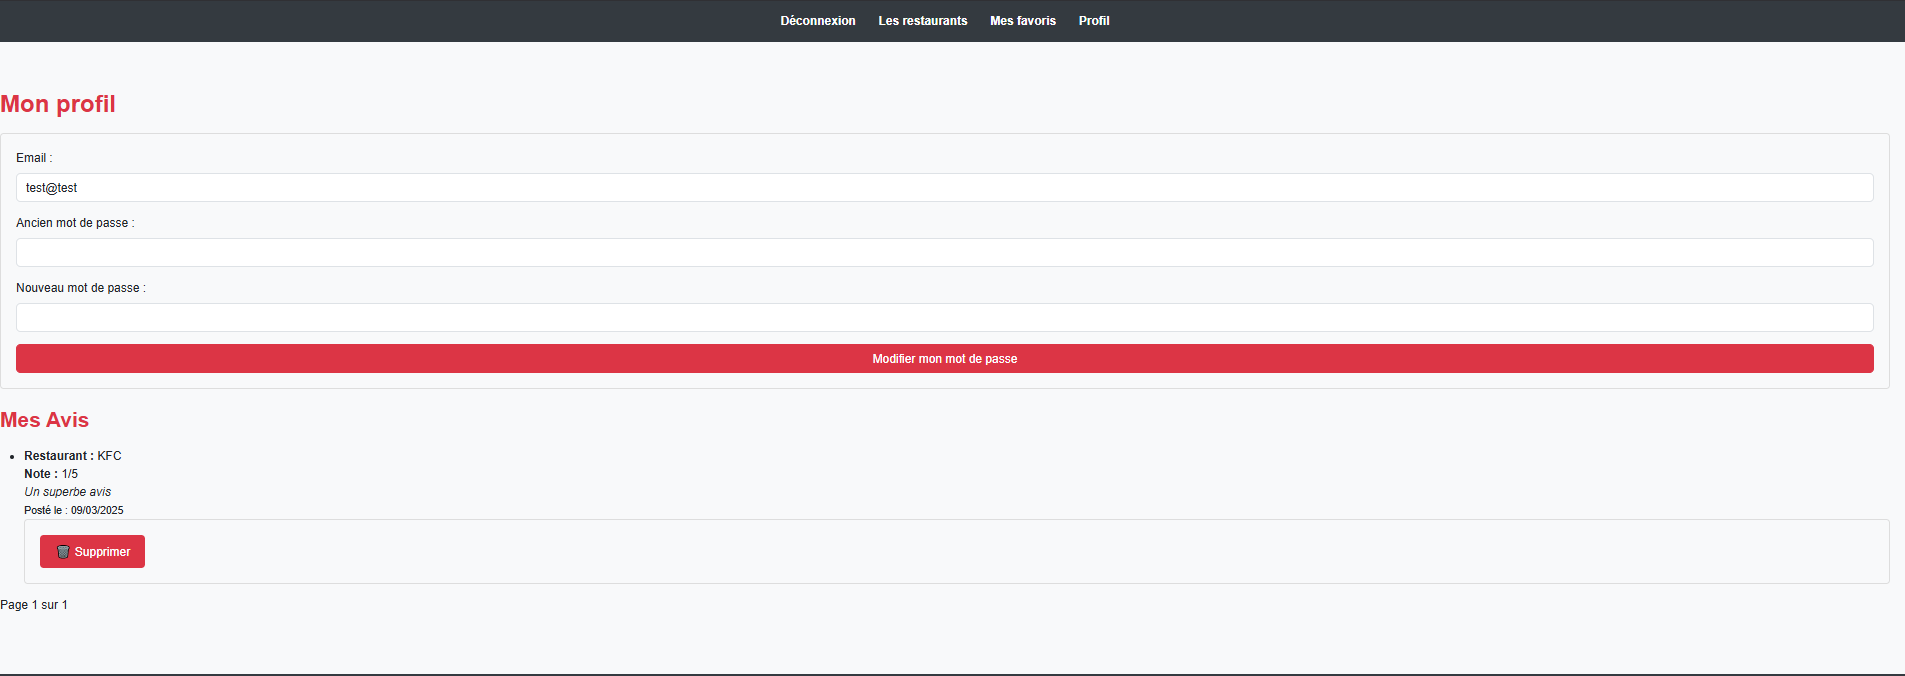 Déconnexion Les restaurants Mes favoris Profil
Mon profil
Email :
test@test
Ancien mot de passe :
Nouveau mot de passe :
Modifier mon mot de passe
Mes Avis
Restaurant : KFC
Note : 1/5
Un superbe avis
Posté le : 09/03/2025
Supprimer
Page 1 sur 1